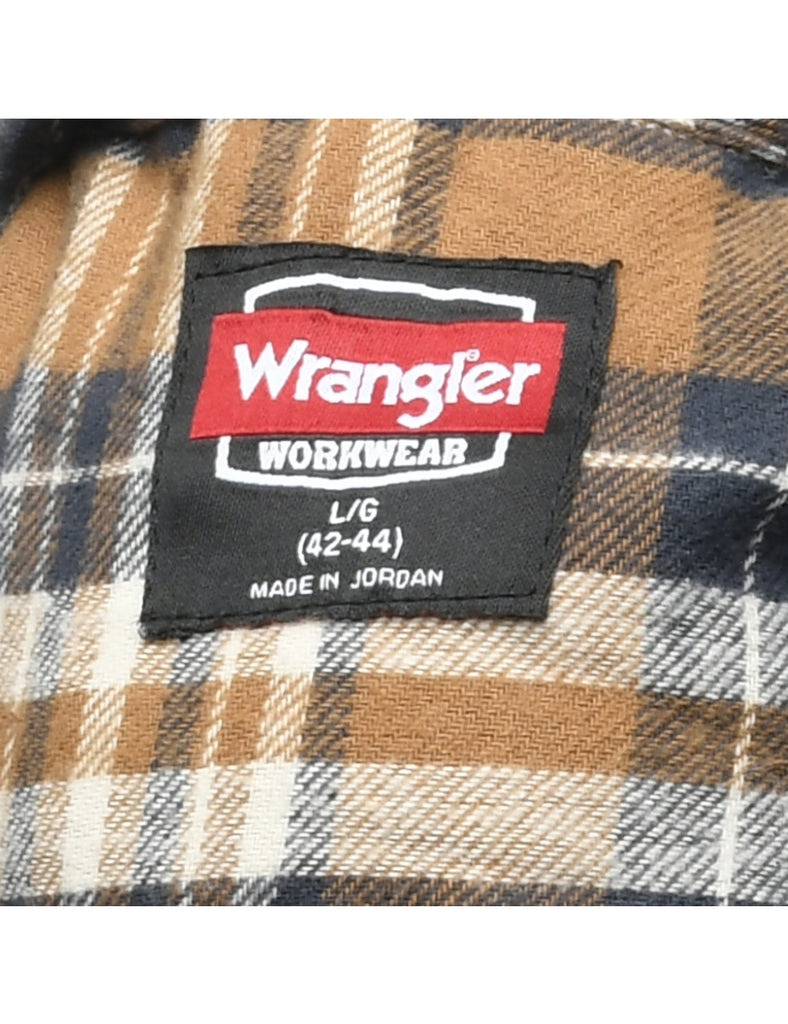 Wrangler®
WORKWEAR
L/G
(42-44)
MADE IN JORDAN